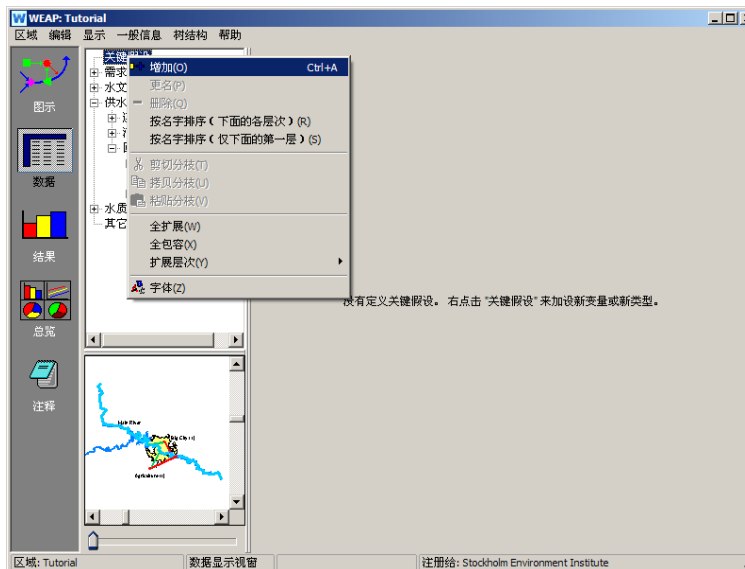 WEAP: Tutorial
区域 编辑 显示 一般信息 树结构 帮助
图示
数据
结果
总览
注释
关键假设
需求
水文
供水
水质
其它
增加(O) Ctrl+A
更名(P)
删除(Q)
按名字排序（下面的各层次）(R)
按名字排序（仅下面的第一层）(S)
剪切分枝(T)
拷贝分枝(U)
粘贴分枝(V)
全扩展(W)
全包容(X)
扩展层次(Y)
字体(Z)
没有定义关键假设。 右点击 "关键假设" 来加设新变量或新类型。
Main River
区域: Tutorial 数据显示视窗 注册给: Stockholm Environment Institute